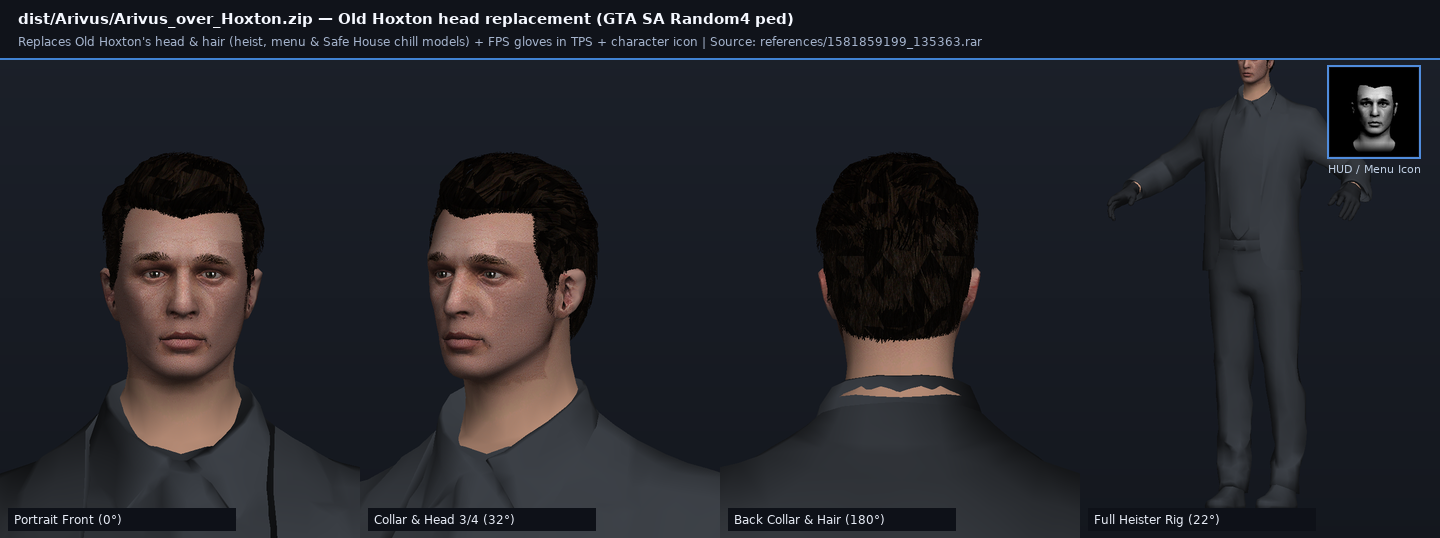 dist/Arivus/Arivus_over_Hoxton.zip — Old Hoxton head replacement (GTA SA Random4 ped)
Replaces Old Hoxton's head & hair (heist, menu & Safe House chill models) + FPS gloves in TPS + character icon | Source: references/1581859199_135363.rar
HUD / Menu Icon
Portrait Front (0°)
Collar & Head 3/4 (32°)
Back Collar & Hair (180°)
Full Heister Rig (22°)